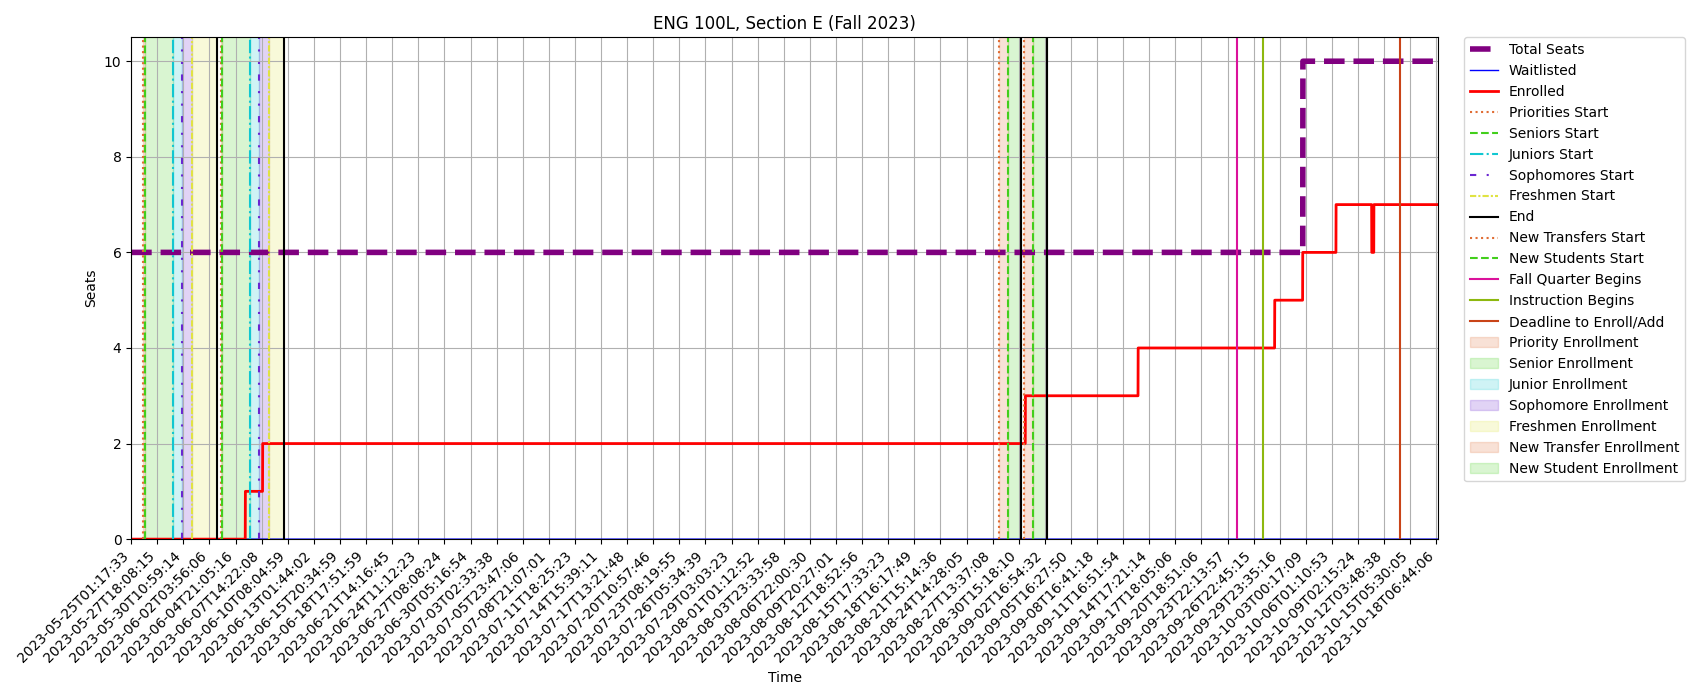 ENG 100L, Section E (Fall 2023)
Seats
10
8
6
4
2
0
2023-05-25T01:17:33
2023-05-27T18:08:15
2023-05-30T10:59:14
2023-06-02T03:56:06
2023-06-04T21:05:16
2023-06-07T14:22:08
2023-06-10T08:04:59
2023-06-13T01:44:02
2023-06-15T20:34:59
2023-06-18T17:51:59
2023-06-21T14:16:45
2023-06-24T11:12:23
2023-06-27T08:08:24
2023-06-30T05:16:54
2023-07-03T02:33:38
2023-07-05T23:47:06
2023-07-08T21:07:01
2023-07-11T18:25:23
2023-07-14T15:39:11
2023-07-17T13:21:48
2023-07-20T10:57:46
2023-07-23T08:19:55
2023-07-26T05:34:39
2023-07-29T03:03:23
2023-08-01T01:12:52
2023-08-03T23:33:58
2023-08-06T22:00:30
2023-08-09T20:27:01
2023-08-12T18:52:56
2023-08-15T17:33:23
2023-08-18T16:17:49
2023-08-21T15:14:36
2023-08-24T14:28:05
2023-08-27T13:37:08
2023-08-30T15:18:10
2023-09-02T16:54:32
2023-09-05T16:27:50
2023-09-08T16:41:18
2023-09-11T16:51:54
2023-09-14T17:21:14
2023-09-17T18:05:06
2023-09-20T18:51:06
2023-09-23T22:13:57
2023-09-26T22:45:15
2023-09-29T23:35:16
2023-10-03T00:17:09
2023-10-06T01:10:53
2023-10-09T02:15:24
2023-10-12T03:48:38
2023-10-15T05:30:05
2023-10-18T06:44:06
Time
Total Seats
Waitlisted
Enrolled
Priorities Start
Seniors Start
Juniors Start
Sophomores Start
Freshmen Start
End
New Transfers Start
New Students Start
Fall Quarter Begins
Instruction Begins
Deadline to Enroll/Add
Priority Enrollment
Senior Enrollment
Junior Enrollment
Sophomore Enrollment
Freshmen Enrollment
New Transfer Enrollment
New Student Enrollment